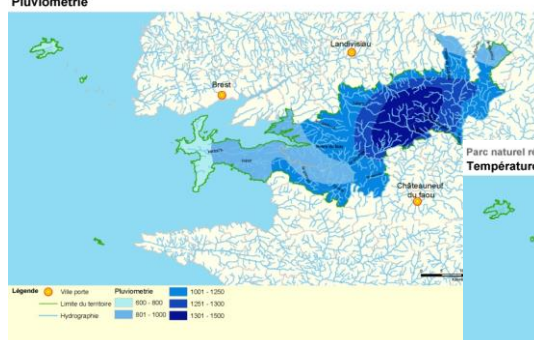 Pluviométrie
Landivisiau
Brest
Châteauneuf
du faou
Parc naturel re
Température
Légende
Ville porte
Limite du territoire
Hydrographie
Pluviometrie
600 - 800
801 - 1000
1001 - 1250
1251 - 1300
1301 - 1500